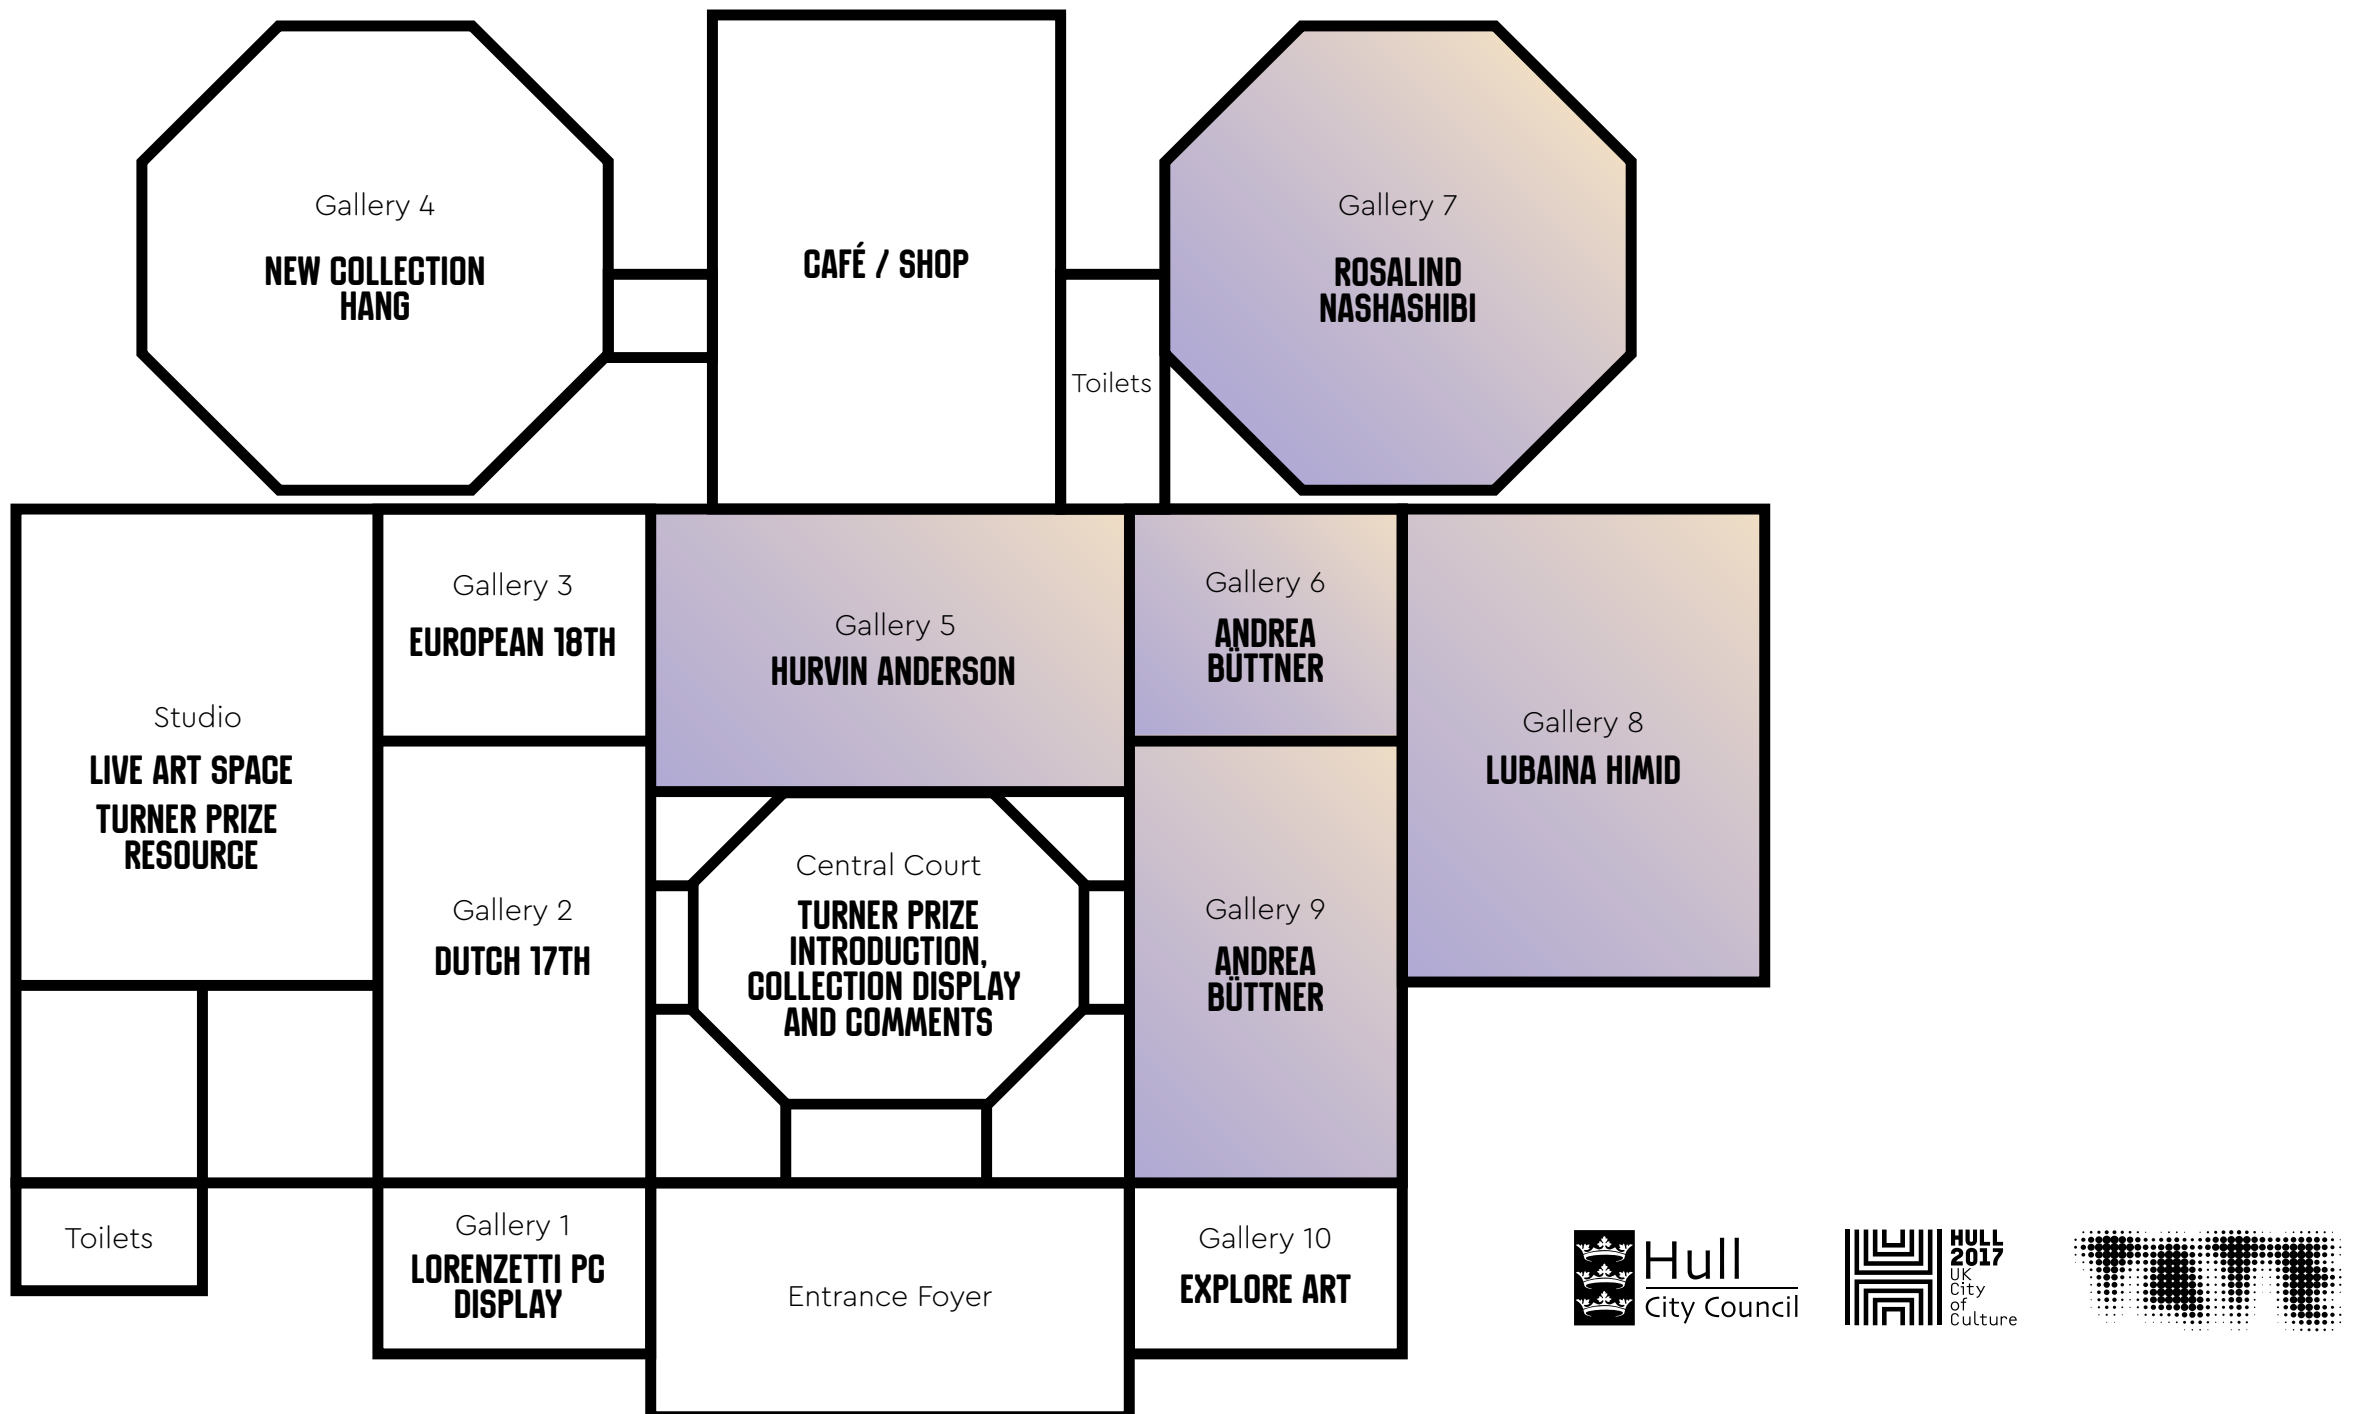 Gallery 4
NEW COLLECTION
HANG
CAFÉ / SHOP
Toilets
Gallery 7
ROSALIND
NASHASHIBI
Studio
LIVE ART SPACE
TURNER PRIZE
RESOURCE
Gallery 3
EUROPEAN 18TH
Gallery 5
HURVIN ANDERSON
Gallery 6
ANDREA
BÜTTNER
Gallery 8
LUBAINA HIMID
Gallery 2
DUTCH 17TH
Central Court
TURNER PRIZE
INTRODUCTION,
COLLECTION DISPLAY
AND COMMENTS
Gallery 9
ANDREA
BÜTTNER
Toilets
Gallery 1
LORENZETTI PC
DISPLAY
Entrance Foyer
Gallery 10
EXPLORE ART
Hull
City Council
HULL
2017
UK
City
of
Culture
TATE